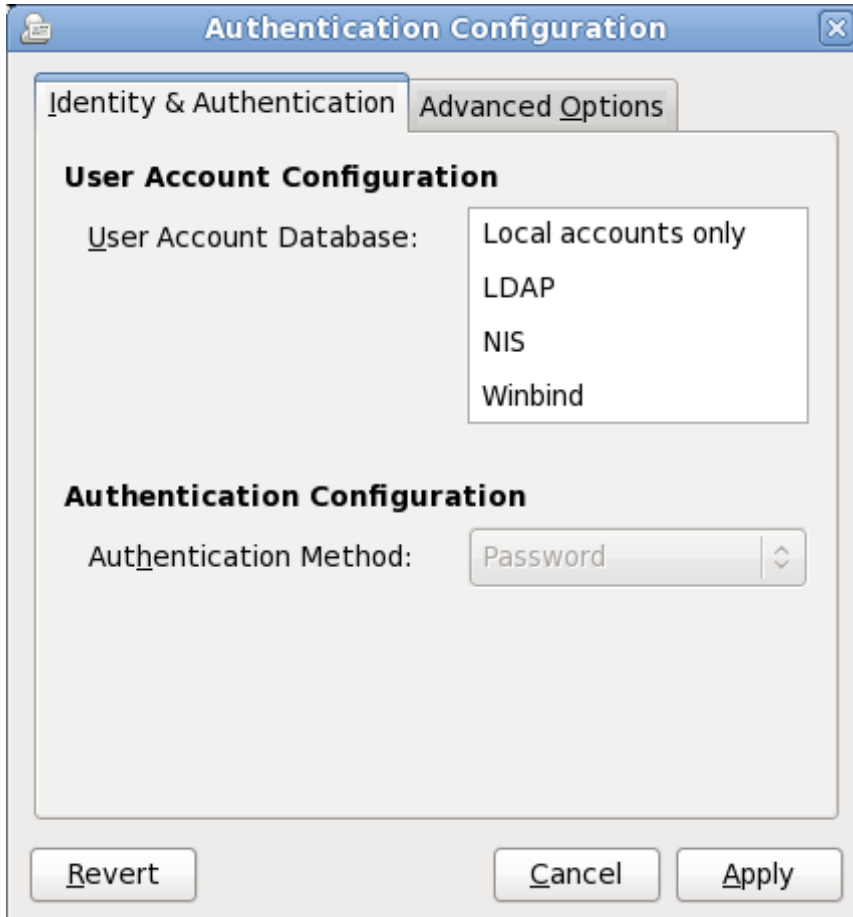 Authentication Configuration
Identity & Authentication
Advanced Options
User Account Configuration
User Account Database:
Local accounts only
LDAP
NIS
Winbind
Authentication Configuration
Authentication Method:
Password
Revert
Cancel
Apply